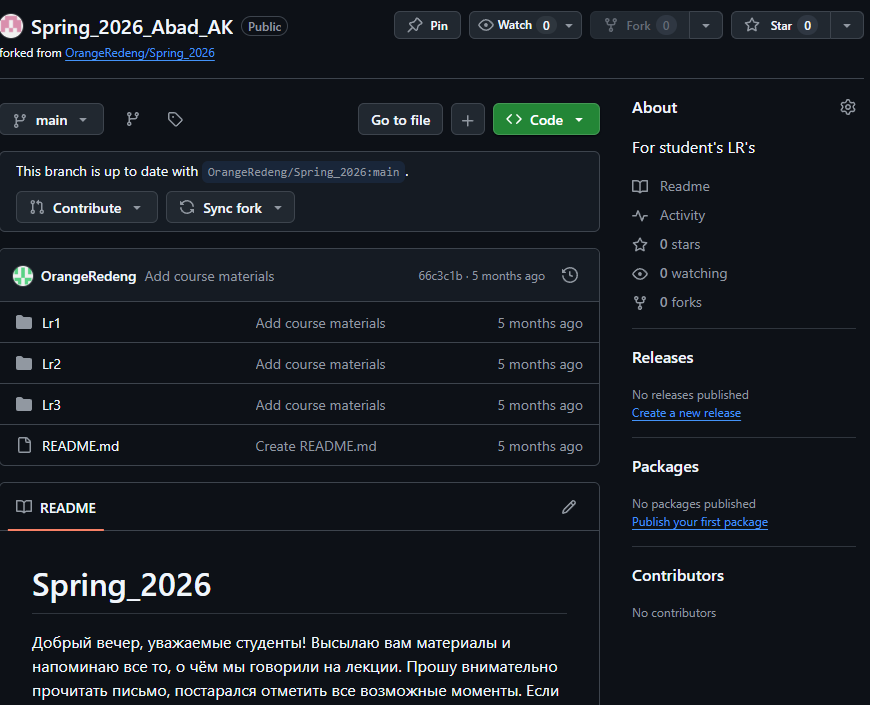 Spring_2026_Abad_AK Public
Pin Watch 0 Fork 0 Star 0
forked from OrangeRedeng/Spring_2026
main Go to file Code
This branch is up to date with OrangeRedeng/Spring_2026:main .
Contribute Sync fork
OrangeRedeng Add course materials 66c3c1b · 5 months ago
Lr1 Add course materials 5 months ago
Lr2 Add course materials 5 months ago
Lr3 Add course materials 5 months ago
README.md Create README.md 5 months ago
README
Spring_2026
Добрый вечер, уважаемые студенты! Высылаю вам материалы и
напоминаю все то, о чём мы говорили на лекции. Прошу внимательно
прочитать письмо, постарался отметить все возможные моменты. Если
About
For student's LR's
Readme
Activity
0 stars
0 watching
0 forks
Releases
No releases published
Create a new release
Packages
No packages published
Publish your first package
Contributors
No contributors